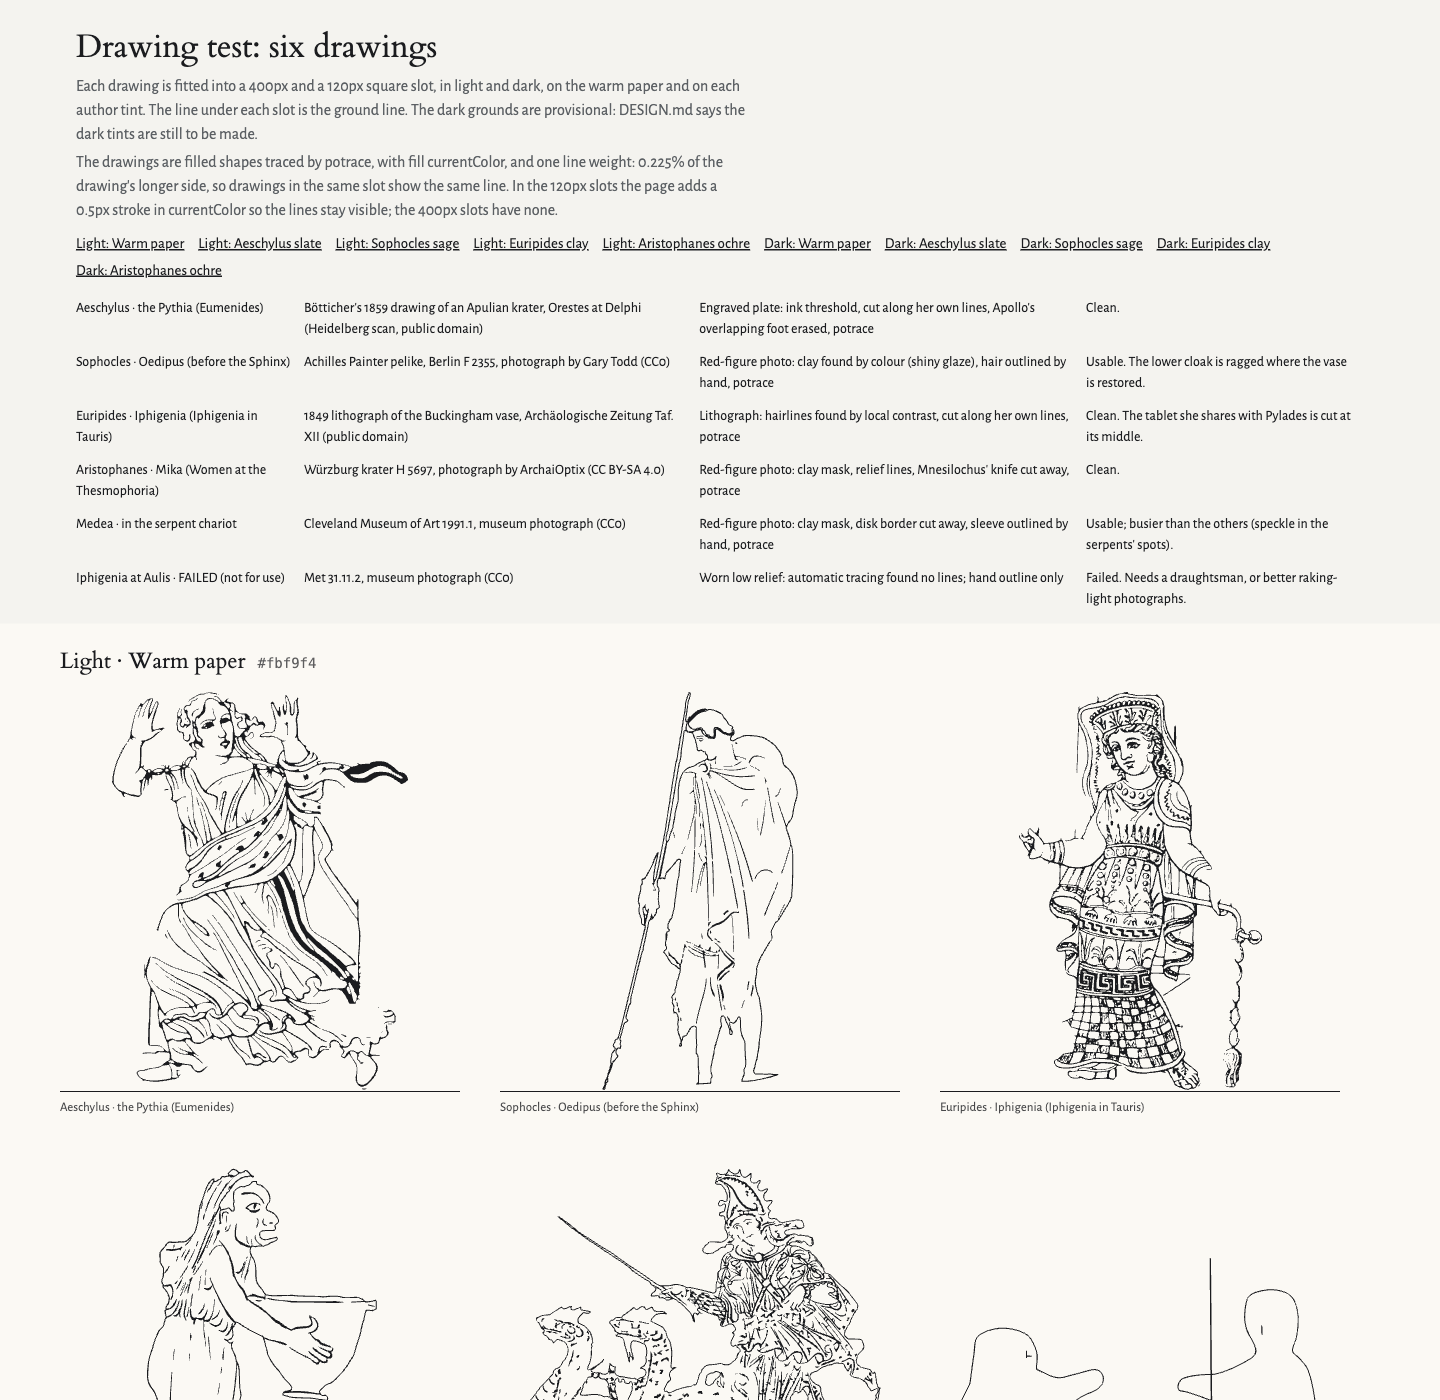 Drawing test: six drawings
Each drawing is fitted into a 400px and a 120px square slot, in light and dark, on the warm paper and on each
author tint. The line under each slot is the ground line. The dark grounds are provisional: DESIGN.md says the
dark tints are still to be made.
The drawings are filled shapes traced by potrace, with fill currentColor, and one line weight: 0.225% of the
drawing's longer side, so drawings in the same slot show the same line. In the 120px slots the page adds a
0.5px stroke in currentColor so the lines stay visible; the 400px slots have none.
Light: Warm paper Light: Aeschylus slate Light: Sophocles sage Light: Euripides clay Light: Aristophanes ochre Dark: Warm paper Dark: Aeschylus slate Dark: Sophocles sage Dark: Euripides clay
Dark: Aristophanes ochre
Aeschylus · the Pythia (Eumenides)
Bötticher's 1859 drawing of an Apulian krater, Orestes at Delphi
(Heidelberg scan, public domain)
Engraved plate: ink threshold, cut along her own lines, Apollo's
overlapping foot erased, potrace
Clean.
Sophocles · Oedipus (before the Sphinx)
Achilles Painter pelike, Berlin F 2355, photograph by Gary Todd (CC0)
Red-figure photo: clay found by colour (shiny glaze), hair outlined by
hand, potrace
Usable. The lower cloak is ragged where the vase
is restored.
Euripides · Iphigenia (Iphigenia in
Tauris)
1849 lithograph of the Buckingham vase, Archäologische Zeitung Taf.
XII (public domain)
Lithograph: hairlines found by local contrast, cut along her own lines,
potrace
Clean. The tablet she shares with Pylades is cut at
its middle.
Aristophanes · Mika (Women at the
Thesmophoria)
Würzburg krater H 5697, photograph by ArchaiOptix (CC BY-SA 4.0)
Red-figure photo: clay mask, relief lines, Mnesilochus' knife cut away,
potrace
Clean.
Medea · in the serpent chariot
Cleveland Museum of Art 1991.1, museum photograph (CC0)
Red-figure photo: clay mask, disk border cut away, sleeve outlined by
hand, potrace
Usable; busier than the others (speckle in the
serpents' spots).
Iphigenia at Aulis · FAILED (not for use)
Met 31.11.2, museum photograph (CC0)
Worn low relief: automatic tracing found no lines; hand outline only
Failed. Needs a draughtsman, or better raking-
light photographs.
Light · Warm paper #fbf9f4
Aeschylus · the Pythia (Eumenides)
Sophocles · Oedipus (before the Sphinx)
Euripides · Iphigenia (Iphigenia in Tauris)